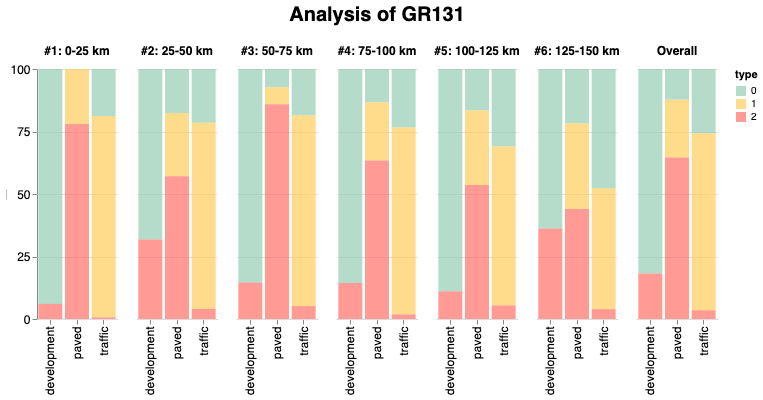 Analysis of GR131
#1: 0-25 km #2: 25-50 km #3: 50-75 km #4: 75-100 km #5: 100-125 km #6: 125-150 km Overall
type
0
1
2
100
75
50
25
0
development paved traffic development paved traffic development paved traffic development paved traffic development paved traffic development paved traffic development paved traffic